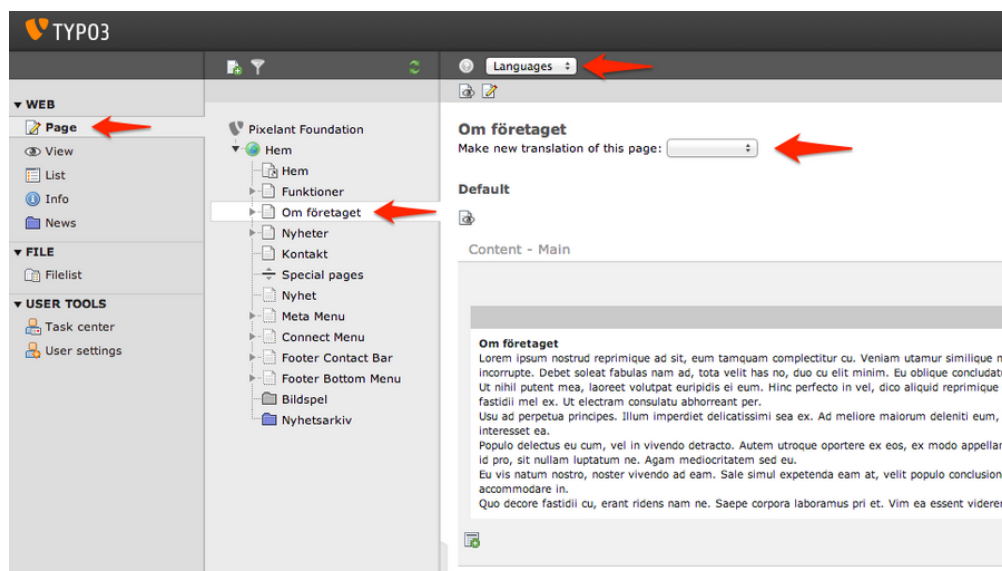 TYPO3
Languages
WEB
Page
View
List
Info
News
FILE
Filelist
USER TOOLS
Task center
User settings
Pixelant Foundation
Hem
Hem
Funktioner
Om företaget
Nyheter
Kontakt
Special pages
Nyhet
Meta Menu
Connect Menu
Footer Contact Bar
Footer Bottom Menu
Bildspel
Nyhetsarkiv
Om företaget
Make new translation of this page:
Default
Content - Main
Om företaget
Lorem ipsum nostrud reprimique ad sit, eum tamquam complectitur cu. Veniam utamur similique
incorrupte. Debet soleat fabulas nam ad, tota velit has no, duo cu elit minim. Eu oblique
Ut nihil putent mea, laoreet volutpat euripidis ei eum. Hinc perfecto in vel, dico aliquid reprimique
fastidii mel ex. Ut electram consulatu abhorreant per.
Usu ad perpetua principes. Illum imperdiet delicatissimi sea ex. Ad meliore maiorum deleniti eum,
interesset ea.
Populo delectus eu cum, vel in vivendo detracto. Autem utroque oportere ex eos, ex modo
id pro, sit nullam luptatum ne. Agam mediocritatem sed eu.
Eu vis natum nostro, noster vivendo ad eam. Sale simul expetenda eam at, velit populo
accommodare in.
Quo decore fastidii cu, erant ridens nam ne. Saepe corpora laboramus pri et. Vim ea essent